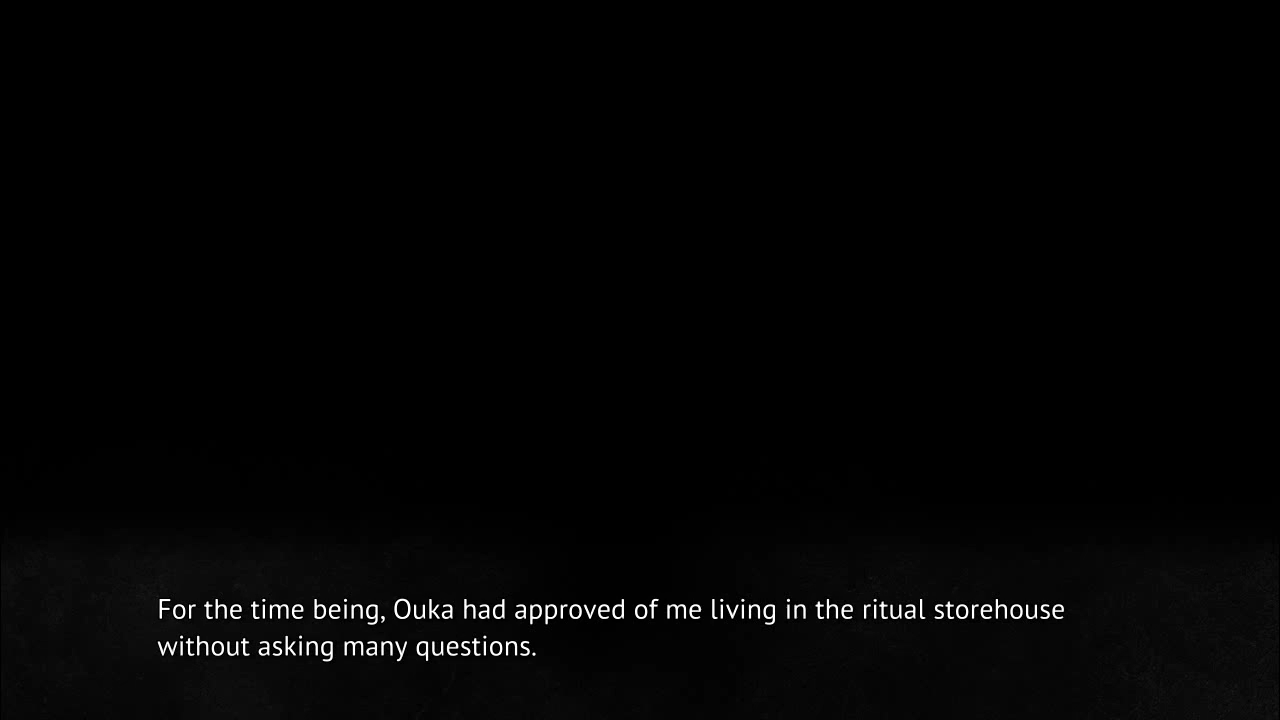 For the time being, Ouka had approved of me living in the ritual storehouse
without asking many questions.